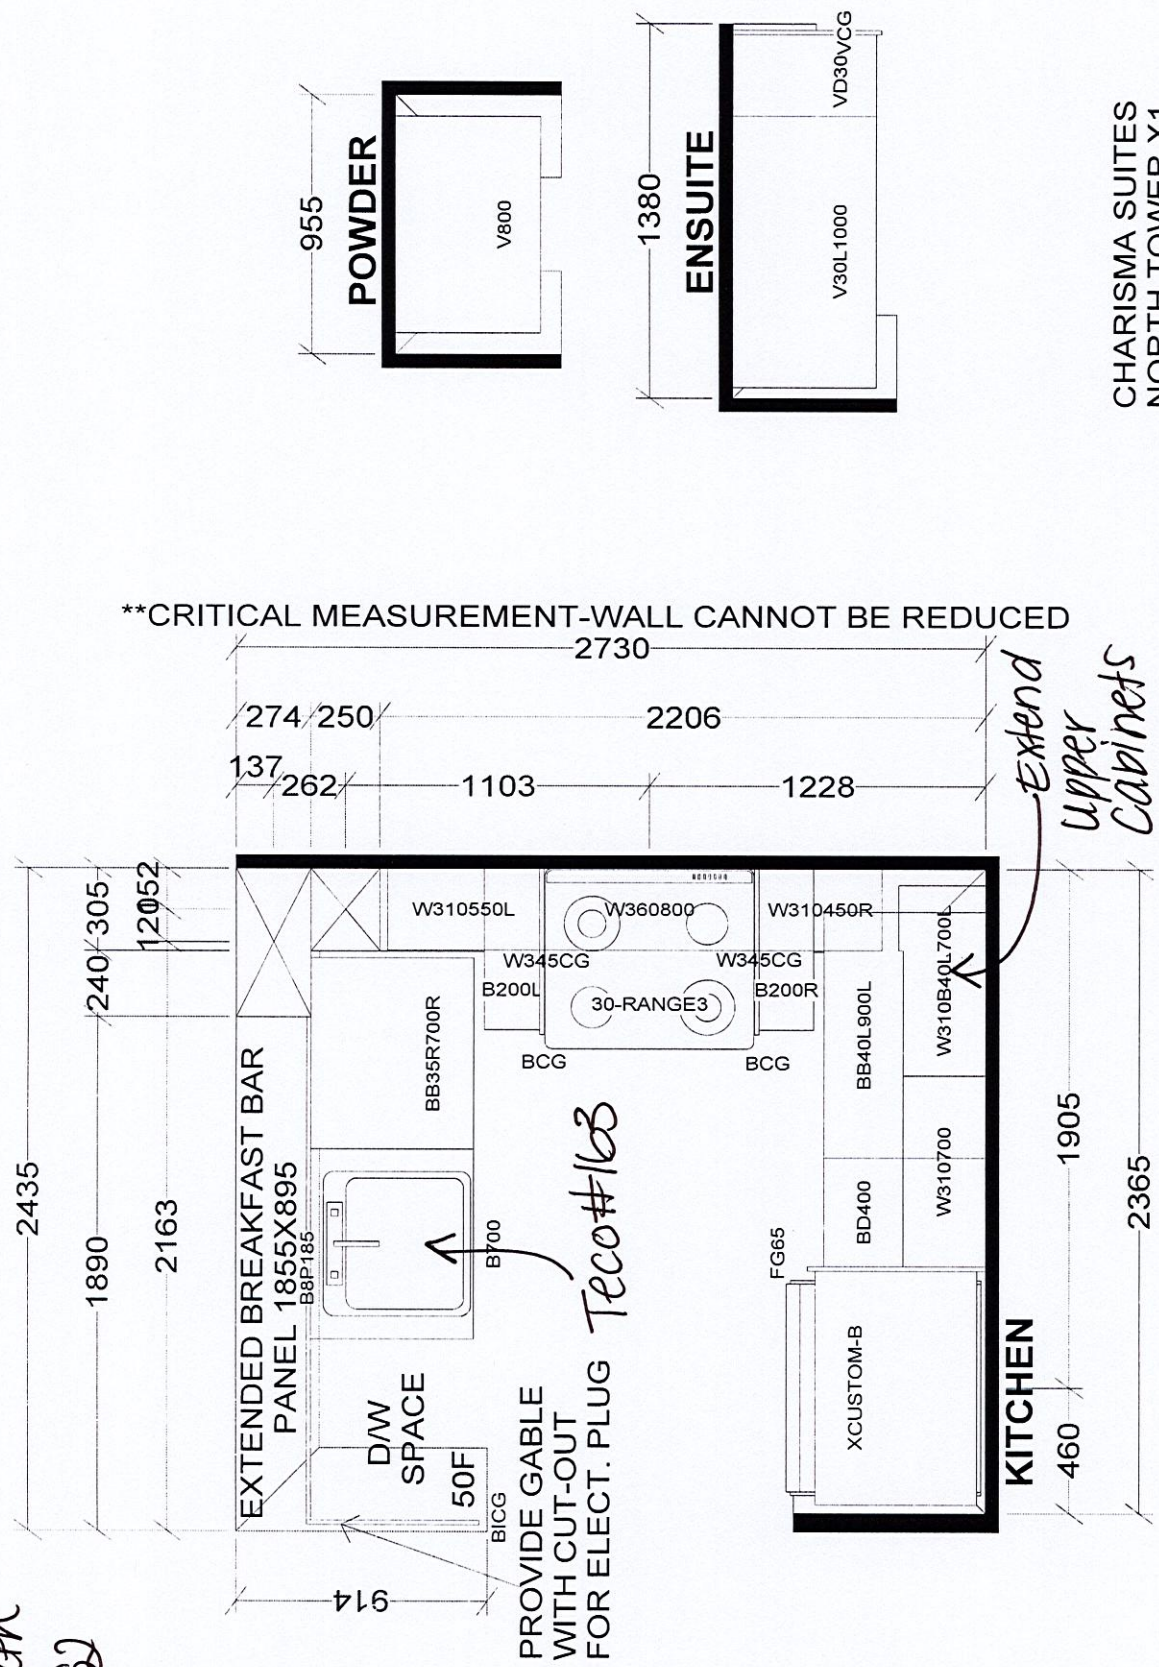 955
POWDER
V800
1380
ENSUITE
V30L1000
VD30VCG
CHARISMA SUITES
**CRITICAL MEASUREMENT-WALL CANNOT BE REDUCED
2730
274
250
2206
137
262
1103
1228
2435
305
240
1890
52
120
2163
EXTENDED BREAKFAST BAR
PANEL 1855X895
W310550L
W360800
W310450R
W345CG
W345CG
B200L
30-RANGE3
B200R
BCG
BCG
BB35R700R
B700
D/W
SPACE
50F
BICG
914
PROVIDE GABLE
WITH CUT-OUT
FOR ELECT. PLUG
Teco#163
BB40L900L
W310B40L700L
BD400
W310700
FG65
XCUSTOM-B
KITCHEN
460
1905
2365
Extend
Upper
Cabinets